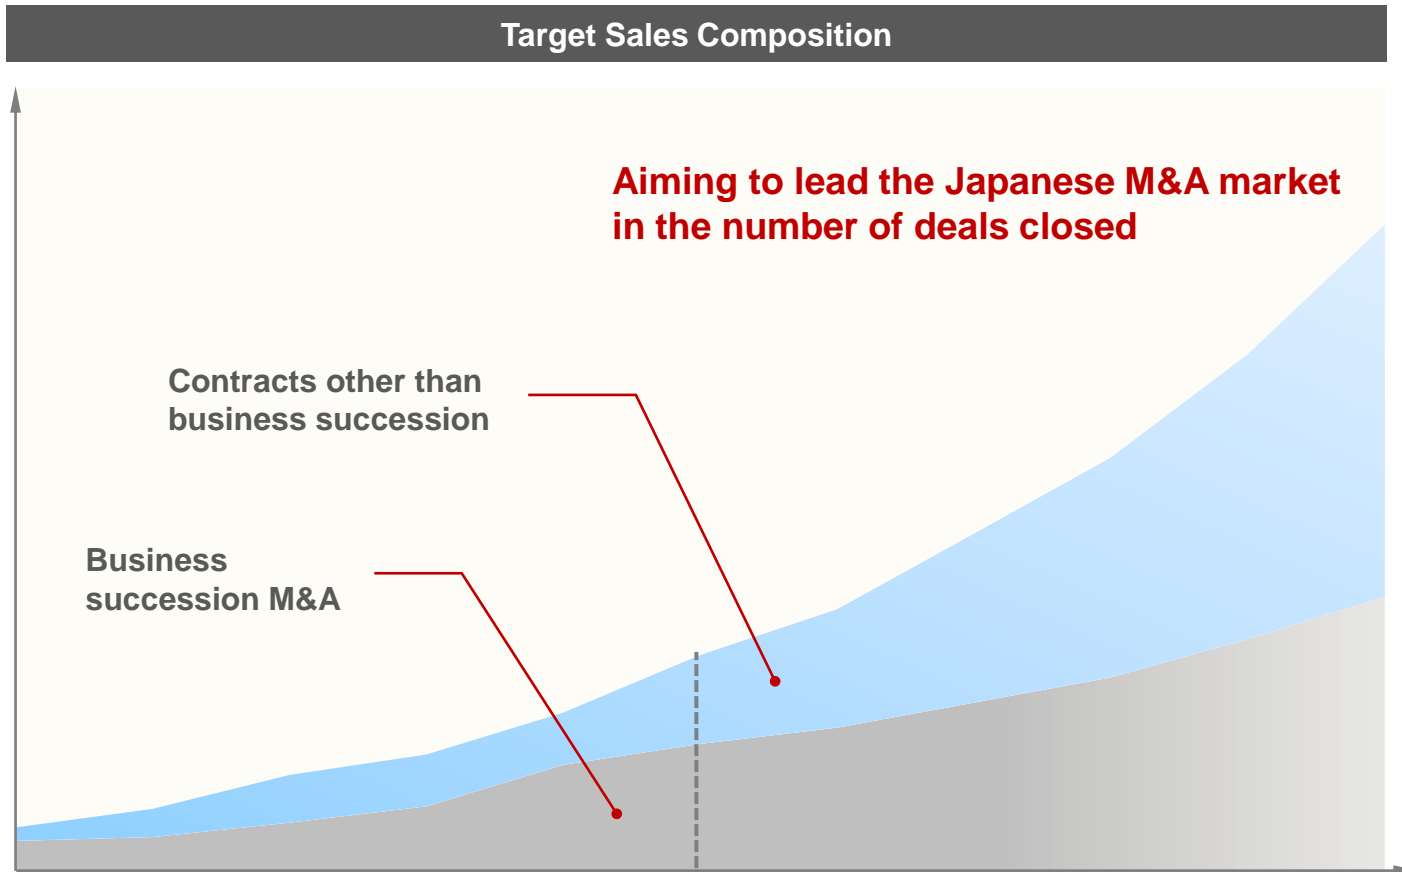 Target Sales Composition
Aiming to lead the Japanese M&A market
in the number of deals closed
Contracts other than
business succession
Business
succession M&A